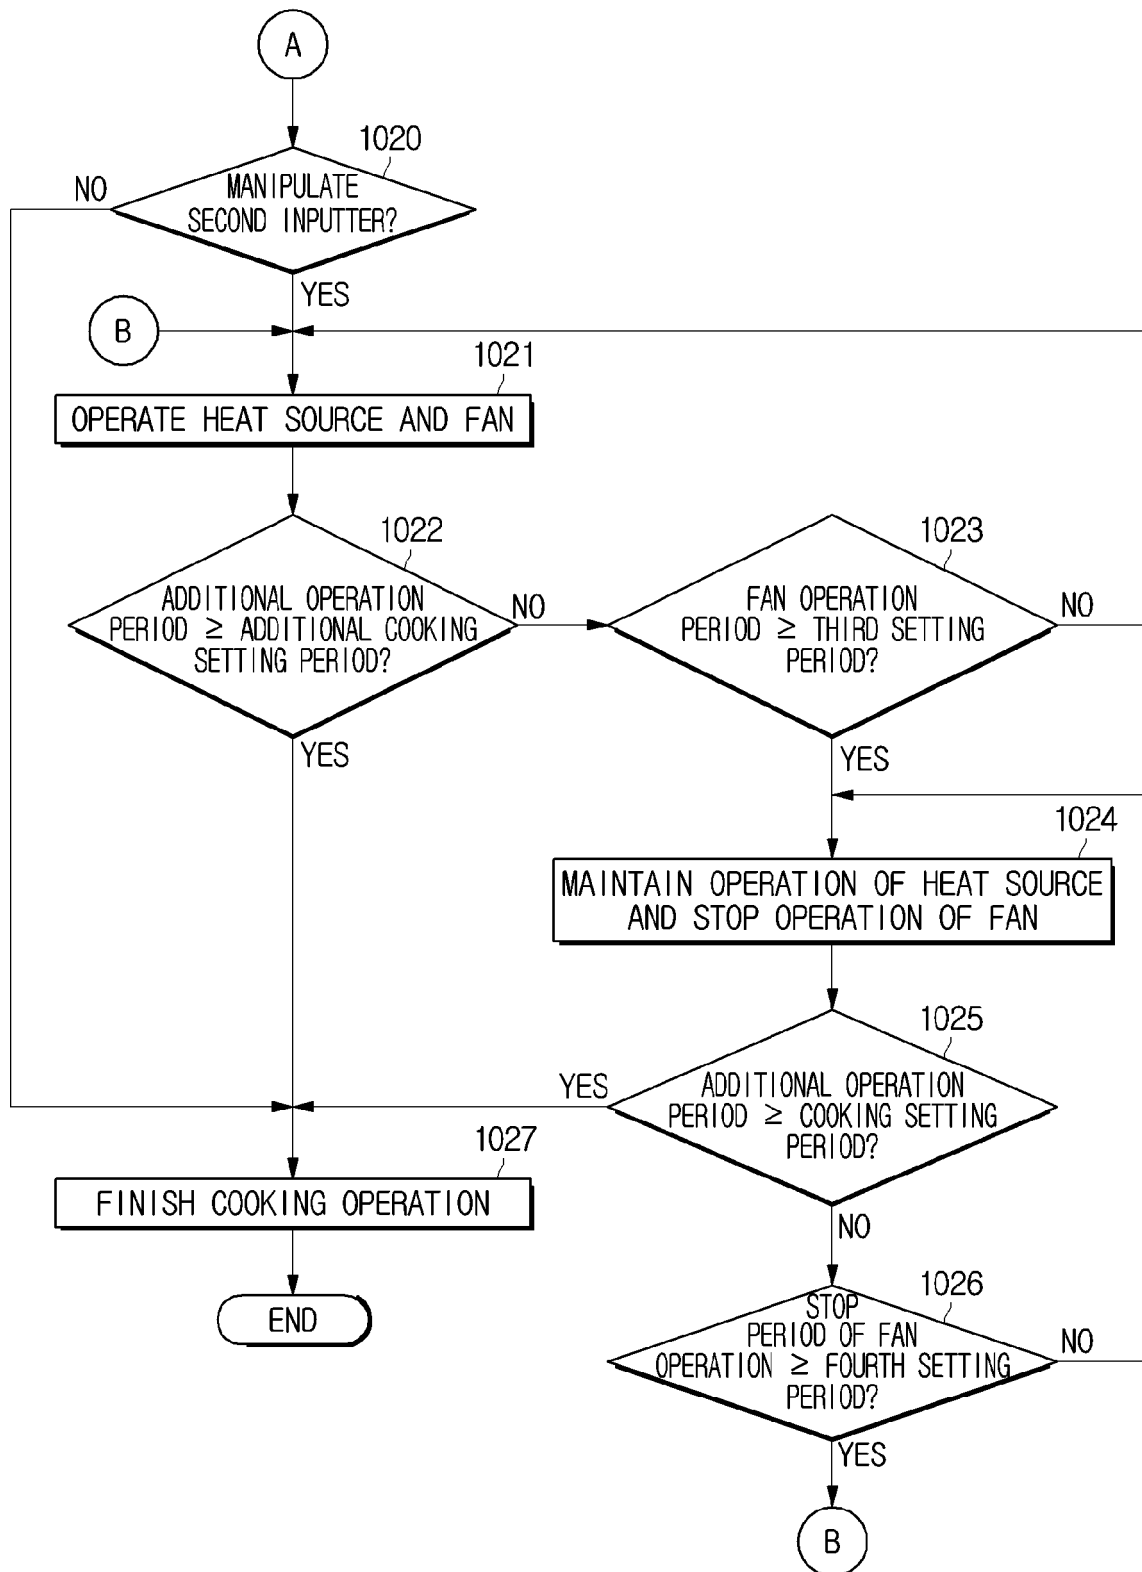 A
1020
NO
MANIPULATE
SECOND INPUTTER?
YES
B
1021
OPERATE HEAT SOURCE AND FAN
1022
ADDITIONAL OPERATION
PERIOD ≥ ADDITIONAL COOKING
SETTING PERIOD?
NO
YES
1023
FAN OPERATION
PERIOD ≥ THIRD SETTING
PERIOD?
NO
YES
1024
MAINTAIN OPERATION OF HEAT SOURCE
AND STOP OPERATION OF FAN
1025
YES
ADDITIONAL OPERATION
PERIOD ≥ COOKING SETTING
PERIOD?
NO
1027
FINISH COOKING OPERATION
END
1026
STOP
PERIOD OF FAN
OPERATION ≥ FOURTH SETTING
PERIOD?
NO
YES
B